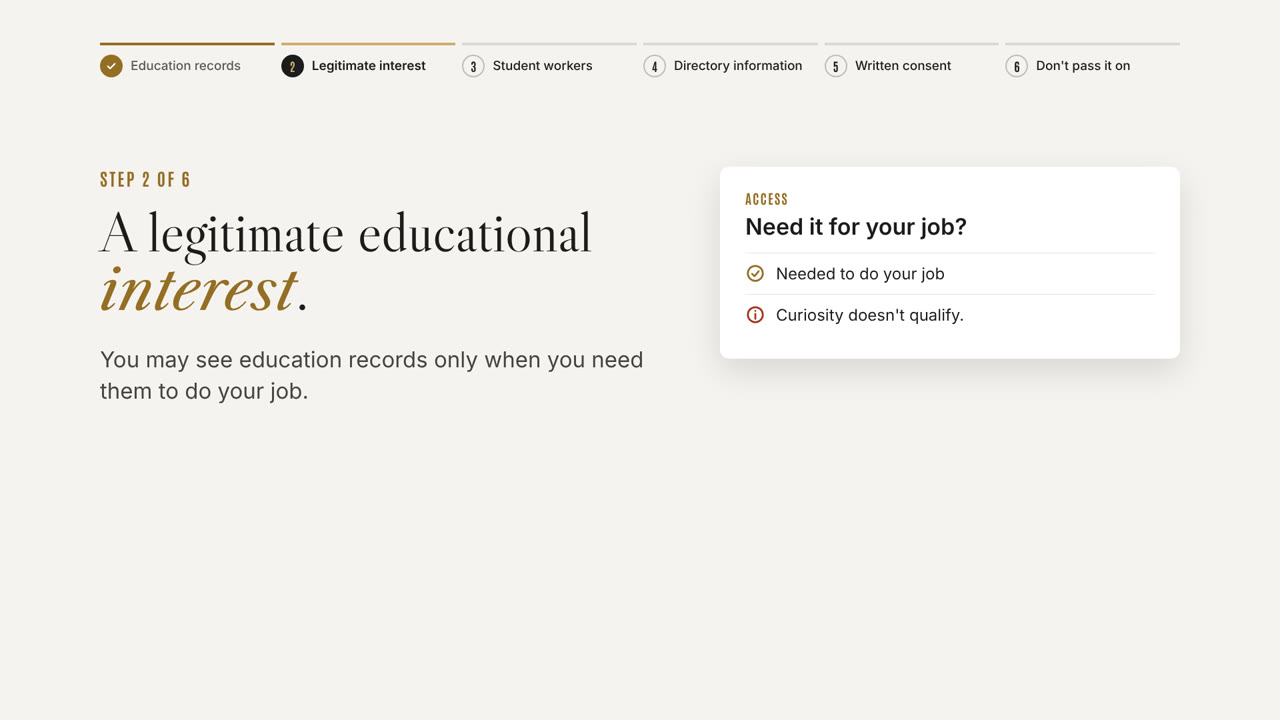 Education records
2 Legitimate interest
3 Student workers
4 Directory information
5 Written consent
6 Don't pass it on
STEP 2 OF 6
A legitimate educational
interest.
You may see education records only when you need
them to do your job.
ACCESS
Need it for your job?
Needed to do your job
Curiosity doesn't qualify.